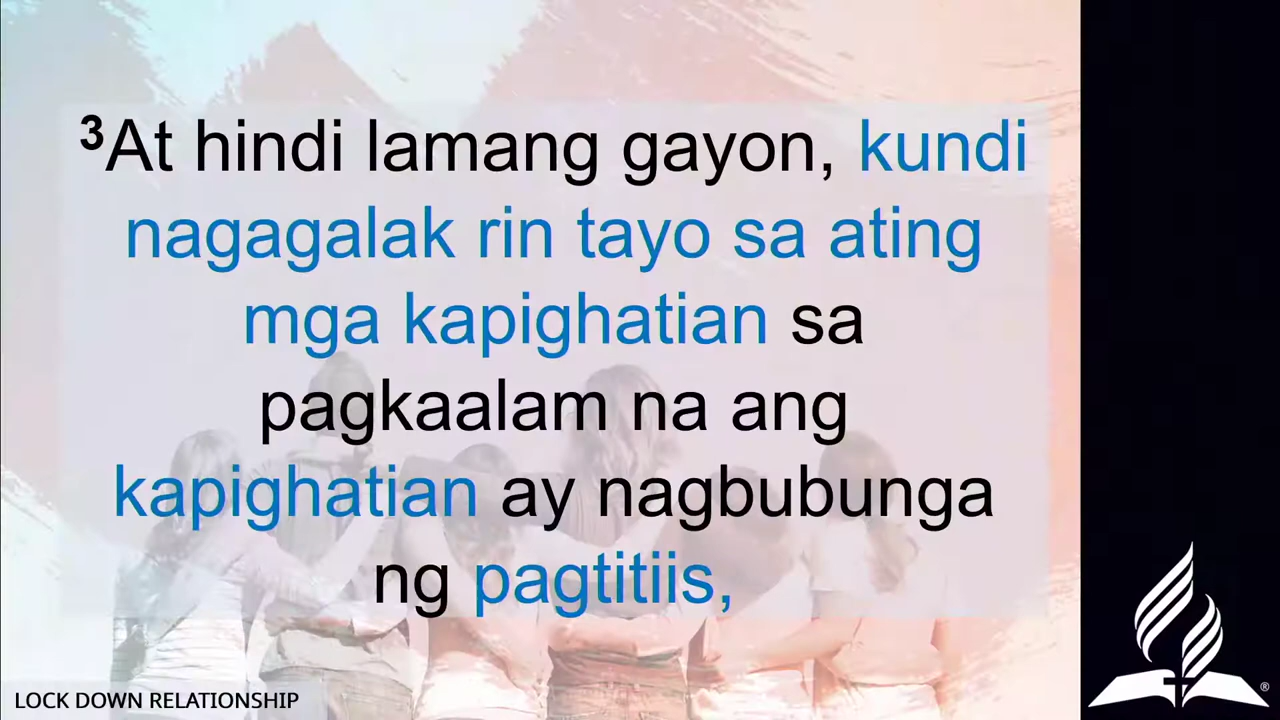 ³At hindi lamang gayon, kundi
nagagalak rin tayo sa ating
mga kapighatian sa
pagkaalam na ang
kapighatian ay nagbubunga
ng pagtitiis,
LOCK DOWN RELATIONSHIP
®